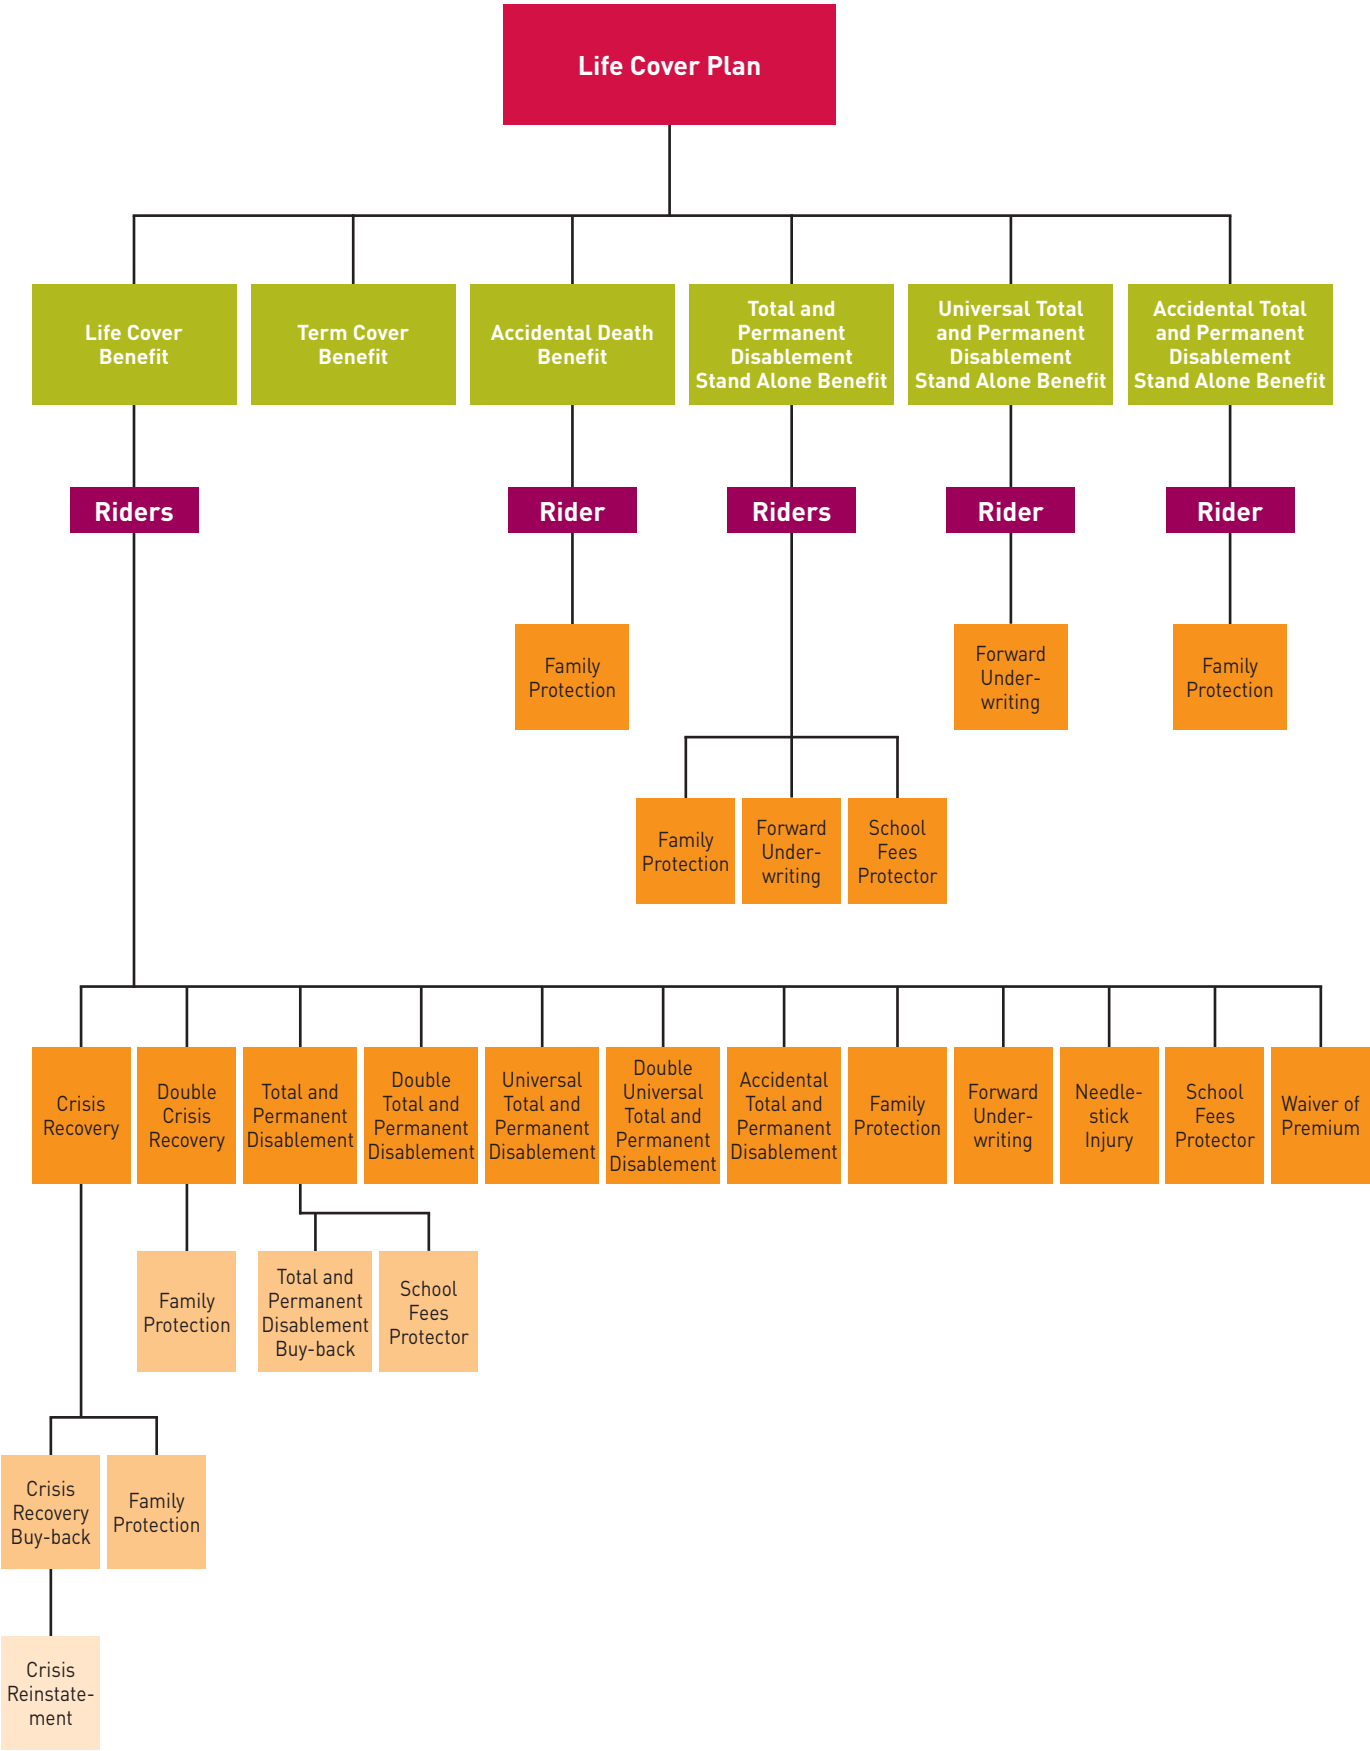 Life Cover Plan
Life Cover
Benefit
Term Cover
Benefit
Accidental Death
Benefit
Total and
Permanent
Disablement
Stand Alone Benefit
Universal Total
and Permanent
Disablement
Stand Alone Benefit
Accidental Total
and Permanent
Disablement
Stand Alone Benefit
Riders
Rider
Riders
Rider
Rider
Family
Protection
Forward
Under-
writing
Family
Protection
Family
Protection
Forward
Under-
writing
School
Fees
Protector
Crisis
Recovery
Double
Crisis
Recovery
Total and
Permanent
Disablement
Double
Total and
Permanent
Disablement
Universal
Total and
Permanent
Disablement
Double
Universal
Total and
Permanent
Disablement
Accidental
Total and
Permanent
Disablement
Family
Protection
Forward
Under-
writing
Needle-
stick
Injury
School
Fees
Protector
Waiver of
Premium
Family
Protection
Total and
Permanent
Disablement
Buy-back
School
Fees
Protector
Crisis
Recovery
Buy-back
Family
Protection
Crisis
Reinstate-
ment